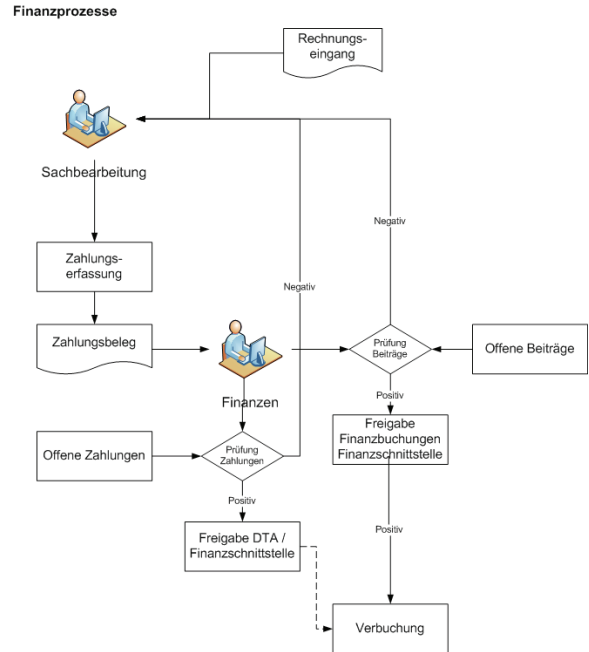 Finanzprozesse
Rechnungs-
eingang
Sachbearbeitung
Negativ
Zahlungs-
erfassung
Negativ
Zahlungsbeleg
Prüfung
Beiträge
Offene Beiträge
Finanzen
Positiv
Freigabe
Finanzbuchungen
Finanzschnittstelle
Offene Zahlungen
Prüfung
Zahlungen
Positiv
Positiv
Freigabe DTA /
Finanzschnittstelle
Verbuchung